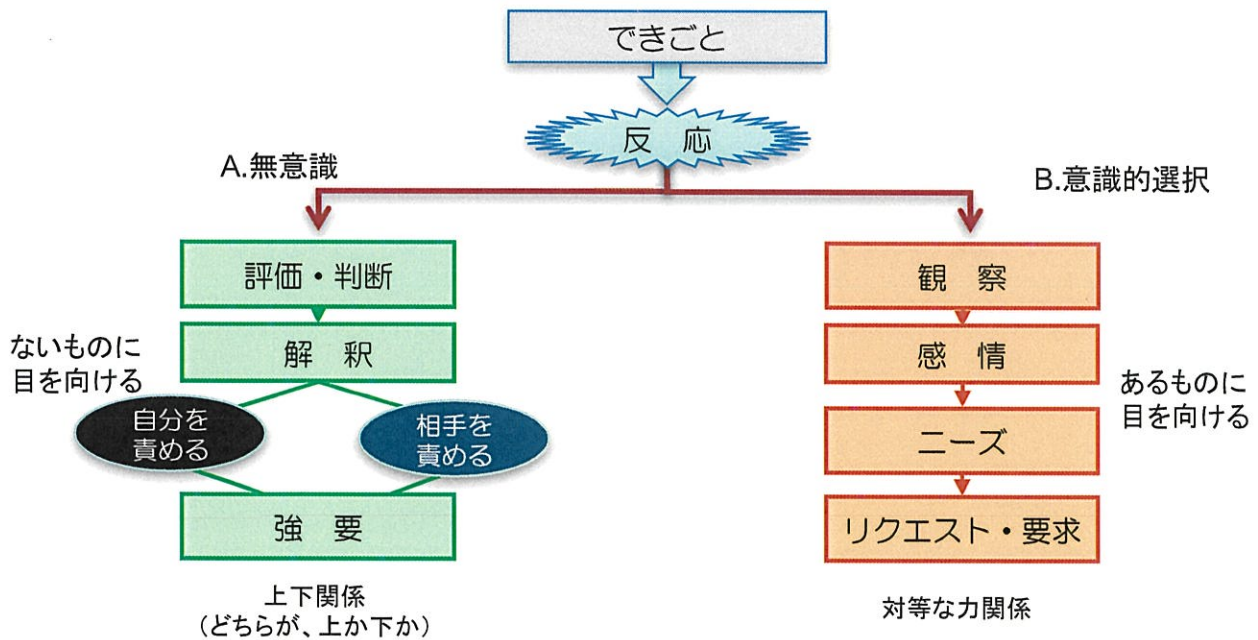 できごと
反 応
A.無意識
B.意識的選択
評価・判断
解 釈
ないものに
目を向ける
自分を
責める
相手を
責める
強 要
上下関係
(どちらが、上か下か)
観 察
感 情
ニーズ
リクエスト・要求
あるものに
目を向ける
対等な力関係